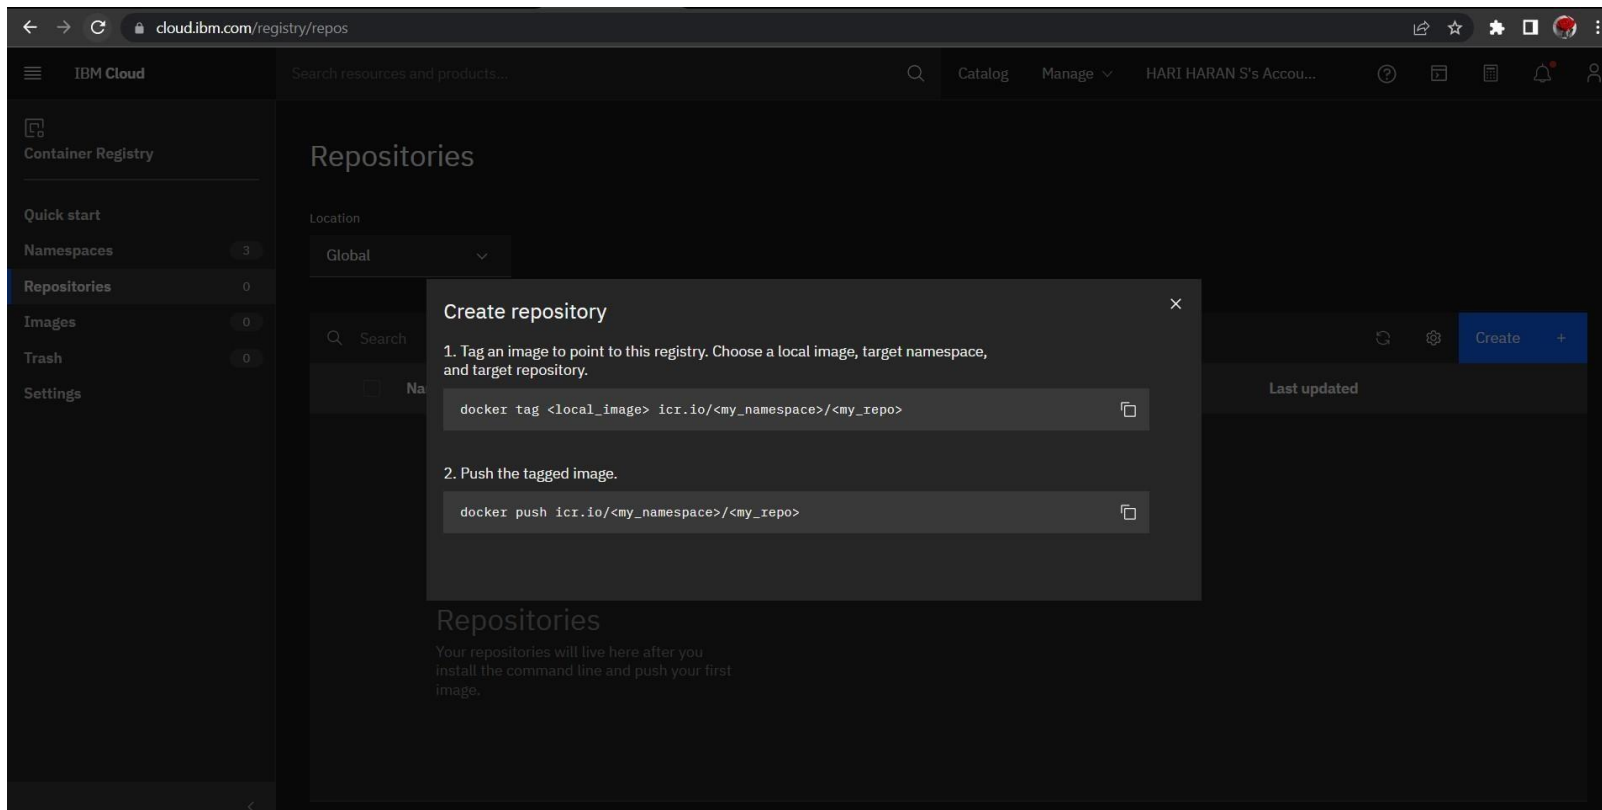 cloud.ibm.com/registry/repos
IBM Cloud
Search resources and products...
Catalog
Manage
HARI HARAN S's Accou...
Container Registry
Quick start
Namespaces 3
Repositories 0
Images 0
Trash 0
Settings
Repositories
Location
Global
Search
Create +
Na
Last updated
Create repository
1. Tag an image to point to this registry. Choose a local image, target namespace,
and target repository.
docker tag <local_image> icr.io/<my_namespace>/<my_repo>
2. Push the tagged image.
docker push icr.io/<my_namespace>/<my_repo>
Repositories
Your repositories will live here after you
install the command line and push your first
image.